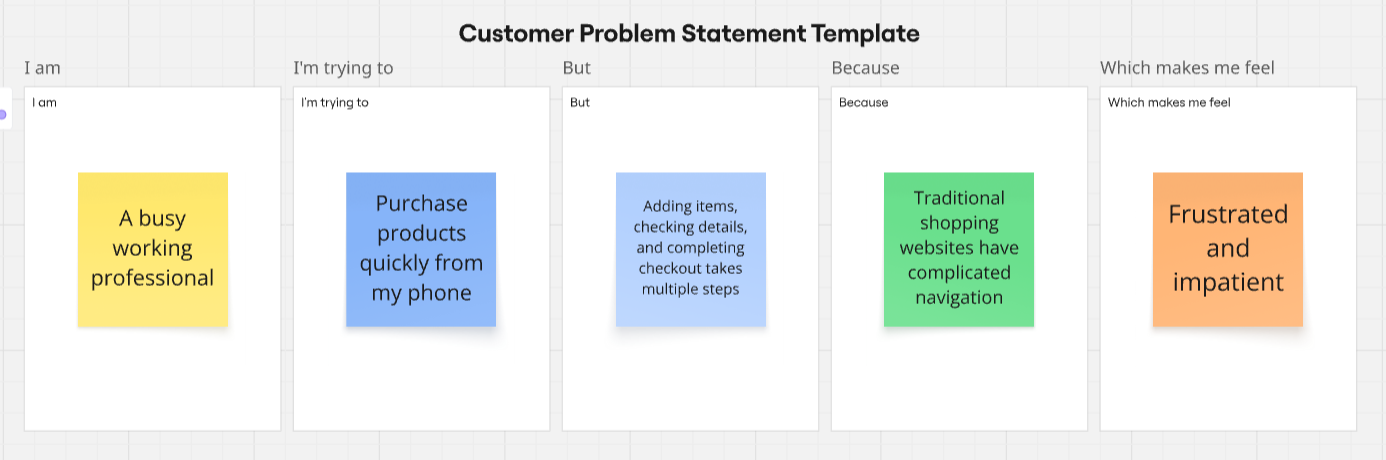 Customer Problem Statement Template
I am
I'm trying to
But
Because
Which makes me feel
I am
I'm trying to
But
Because
Which makes me feel
A busy
working
professional
Purchase
products
quickly from
my phone
Adding items,
checking details,
and completing
checkout takes
multiple steps
Traditional
shopping
websites have
complicated
navigation
Frustrated
and
impatient